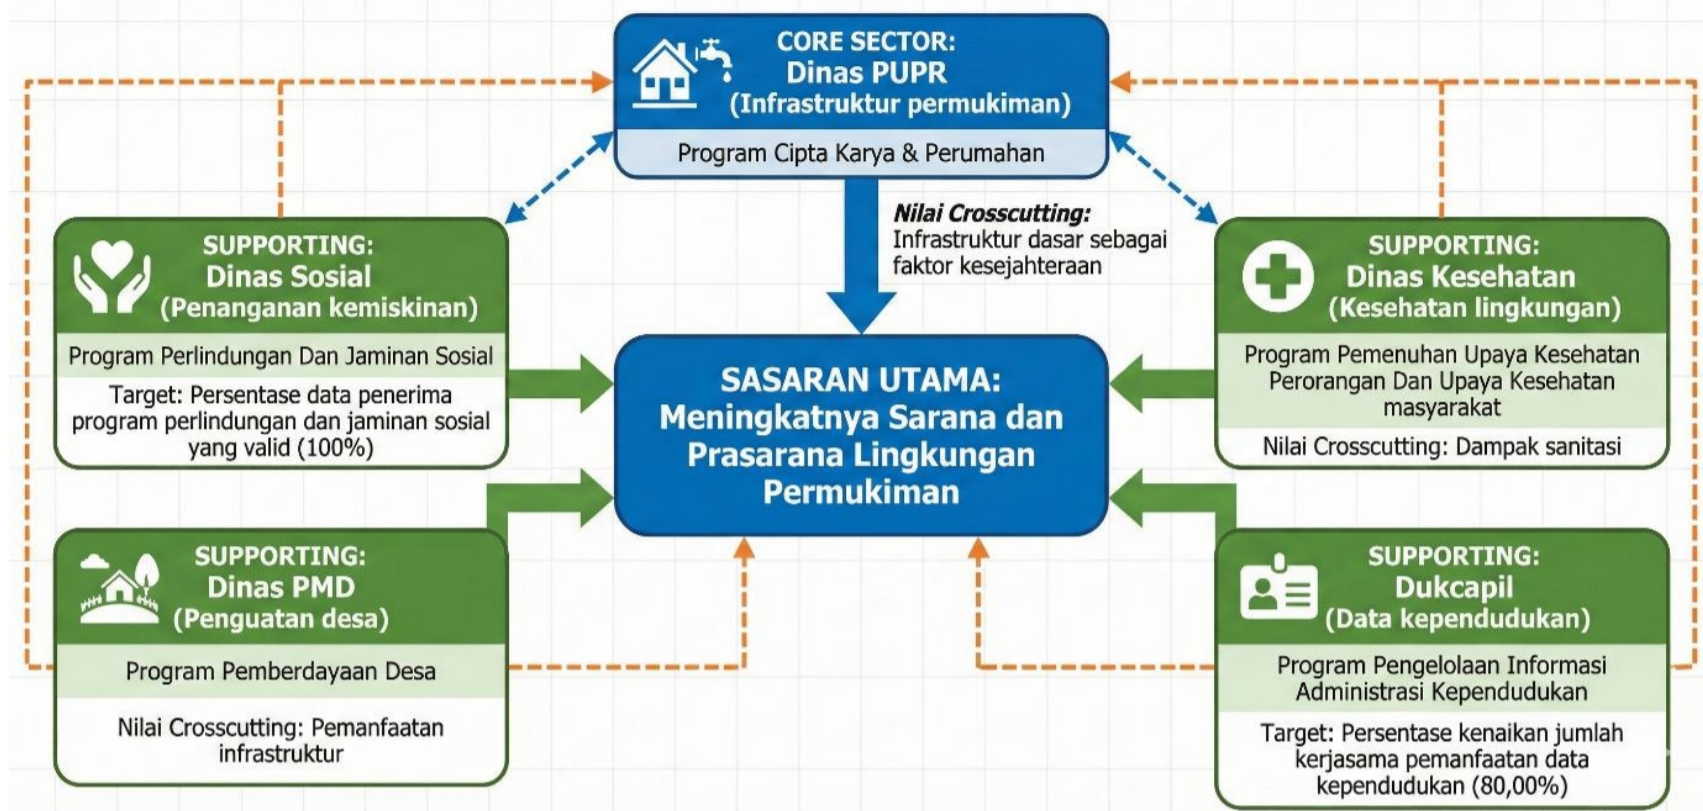 CORE SECTOR:
Dinas PUPR
(Infrastruktur permukiman)
Program Cipta Karya & Perumahan
Nilai Crosscutting:
Infrastruktur dasar sebagai
faktor kesejahteraan
SUPPORTING:
Dinas Sosial
(Penanganan kemiskinan)
Program Perlindungan Dan Jaminan Sosial
Target: Persentase data penerima
program perlindungan dan jaminan sosial
yang valid (100%)
SASARAN UTAMA:
Meningkatnya Sarana dan
Prasarana Lingkungan
Permukiman
SUPPORTING:
Dinas Kesehatan
(Kesehatan lingkungan)
Program Pemenuhan Upaya Kesehatan
Perorangan Dan Upaya Kesehatan
masyarakat
Nilai Crosscutting: Dampak sanitasi
SUPPORTING:
Dinas PMD
(Penguatan desa)
Program Pemberdayaan Desa
Nilai Crosscutting: Pemanfaatan
infrastruktur
SUPPORTING:
Dukcapil
(Data kependudukan)
Program Pengelolaan Informasi
Administrasi Kependudukan
Target: Persentase kenaikan jumlah
kerjasama pemanfaatan data
kependudukan (80,00%)